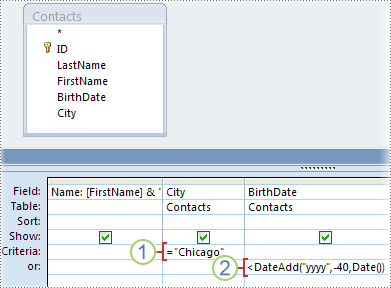 Contacts
*
ID
LastName
FirstName
BirthDate
City
Field: Name: [FirstName] & " City BirthDate
Table: Contacts Contacts
Sort:
Show:
Criteria: 1 ="Chicago"
or: 2 <DateAdd("yyyy",-40,Date())